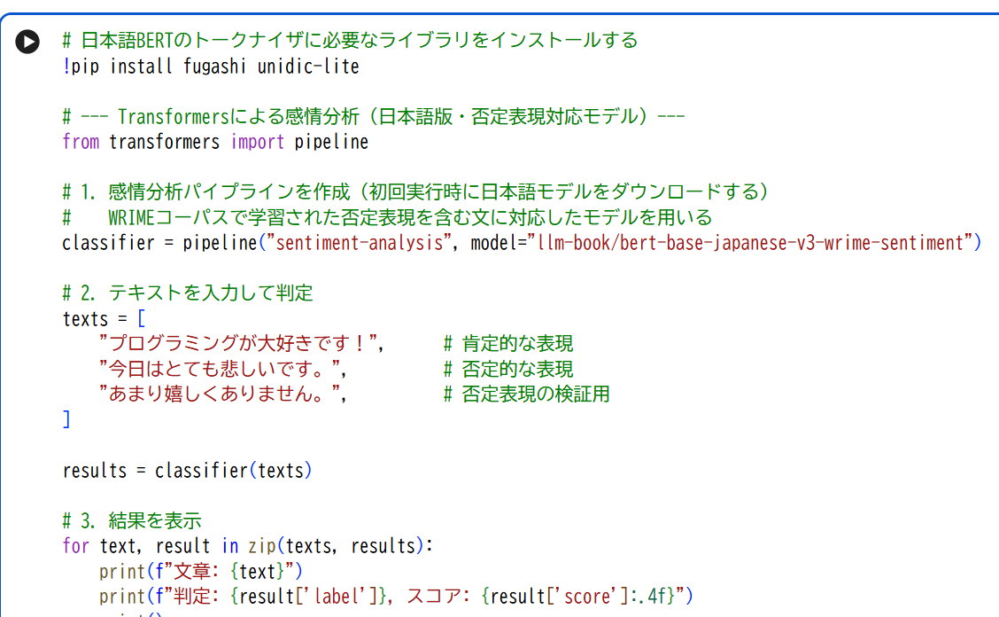 # 日本語BERTのトークナイザに必要なライブラリをインストールする
!pip install fugashi unidic-lite
# --- Transformersによる感情分析（日本語版・否定表現対応モデル）---
from transformers import pipeline
# 1. 感情分析パイプラインを作成（初回実行時に日本語モデルをダウンロードする）
#    WRIMEコーパスで学習された否定表現を含む文に対応したモデルを用いる
classifier = pipeline("sentiment-analysis", model="llm-book/bert-base-japanese-v3-wrime-sentiment")
# 2. テキストを入力して判定
texts = [
    "プログラミングが大好きです！",      # 肯定的な表現
    "今日はとても悲しいです。",          # 否定的な表現
    "あまり嬉しくありません。",          # 否定表現の検証用
]
results = classifier(texts)
# 3. 結果を表示
for text, result in zip(texts, results):
    print(f"文章: {text}")
    print(f"判定: {result['label']}, スコア: {result['score']:.4f}")